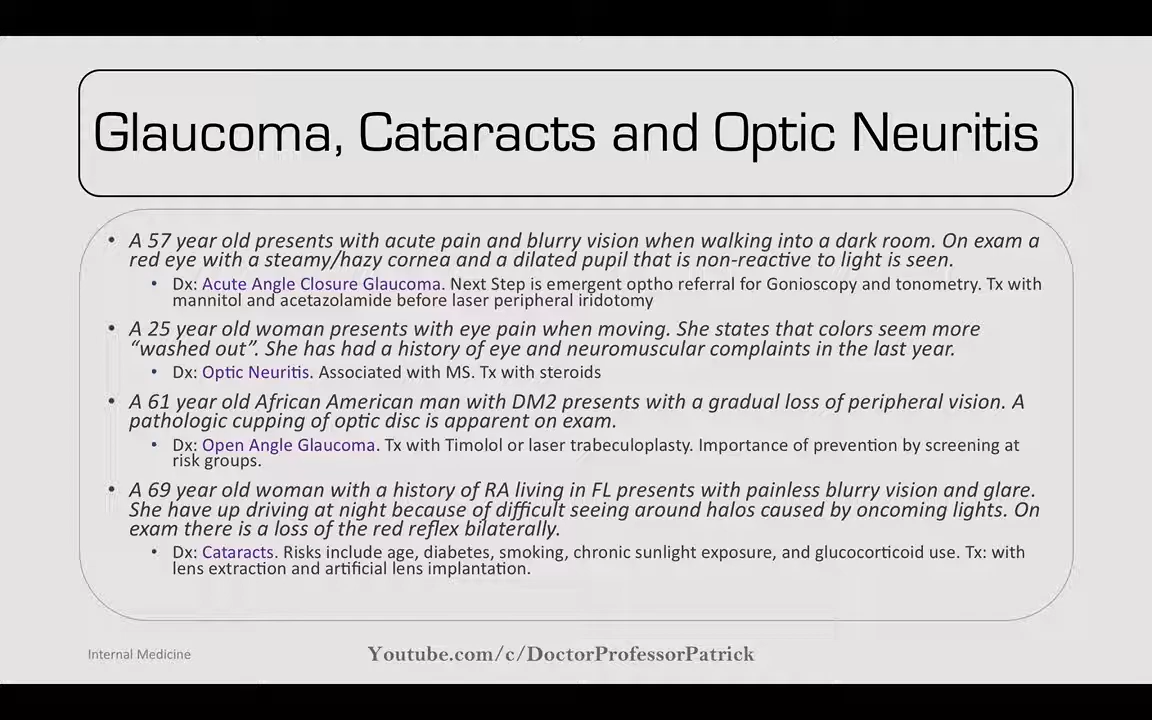 Glaucoma, Cataracts and Optic Neuritis
• A 57 year old presents with acute pain and blurry vision when walking into a dark room. On exam a
red eye with a steamy/hazy cornea and a dilated pupil that is non-reactive to light is seen.
• Dx: Acute Angle Closure Glaucoma. Next Step is emergent optho referral for Gonioscopy and tonometry. Tx with
mannitol and acetazolamide before laser peripheral iridotomy
• A 25 year old woman presents with eye pain when moving. She states that colors seem more
“washed out”. She has had a history of eye and neuromuscular complaints in the last year.
• Dx: Optic Neuritis. Associated with MS. Tx with steroids
• A 61 year old African American man with DM2 presents with a gradual loss of peripheral vision. A
pathologic cupping of optic disc is apparent on exam.
• Dx: Open Angle Glaucoma. Tx with Timolol or laser trabeculoplasty. Importance of prevention by screening at
risk groups.
• A 69 year old woman with a history of RA living in FL presents with painless blurry vision and glare.
She have up driving at night because of difficult seeing around halos caused by oncoming lights. On
exam there is a loss of the red reflex bilaterally.
• Dx: Cataracts. Risks include age, diabetes, smoking, chronic sunlight exposure, and glucocorticoid use. Tx: with
lens extraction and artificial lens implantation.
Internal Medicine
Youtube.com/c/DoctorProfessorPatrick